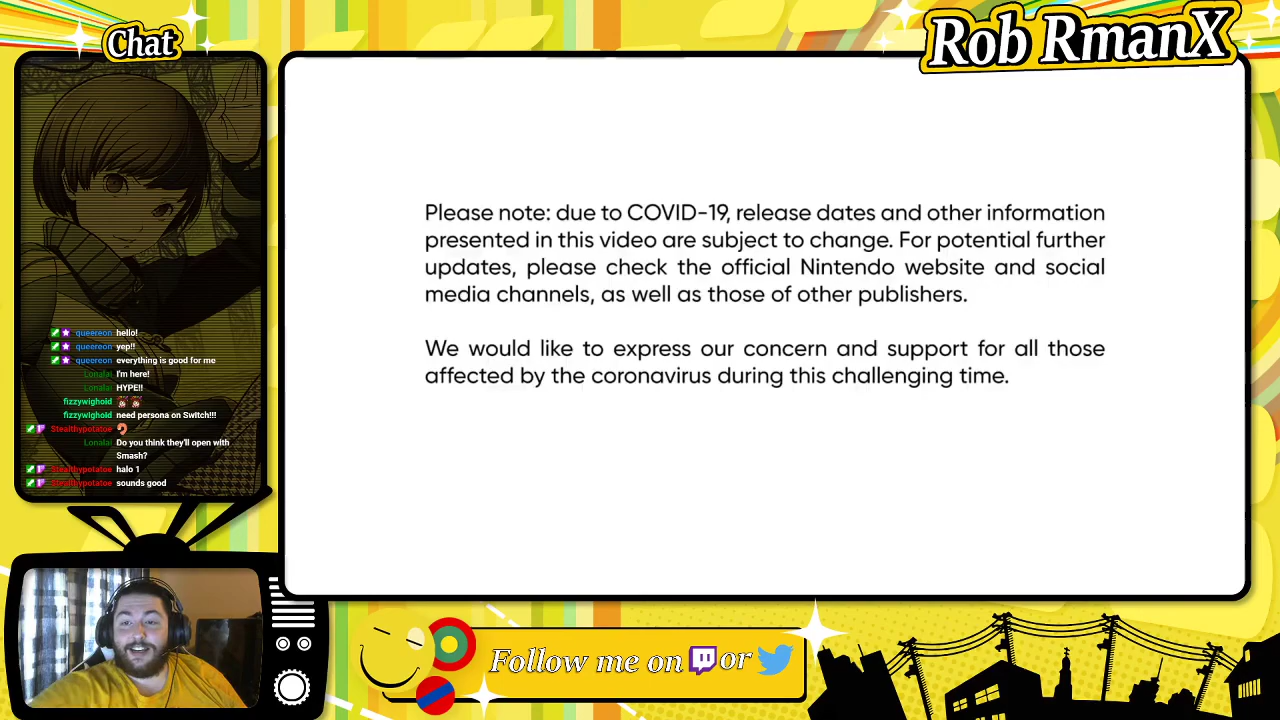 Chat
Rob RmanX
Please note: due to COVID-19, release dates and other information
presented in this video are subject to change. For potential further
updates, please check the official Nintendo website and social
media channels, as well as those of other publishers.
We would like to express our concern and support for all those
affected by the coronavirus during this challenging time.
queereon hello!
queereon yep!!
queereon everything is good for me
Lonalai I'm here!
Lonalai HYPE!!
fizzywighoid
fizzywighoid need persona on Switch!!!
Stealthypotatoe
Lonalai Do you think they'll open with
Smash?
Stealthypotatoe halo 1
Stealthypotatoe sounds good
Follow me on or